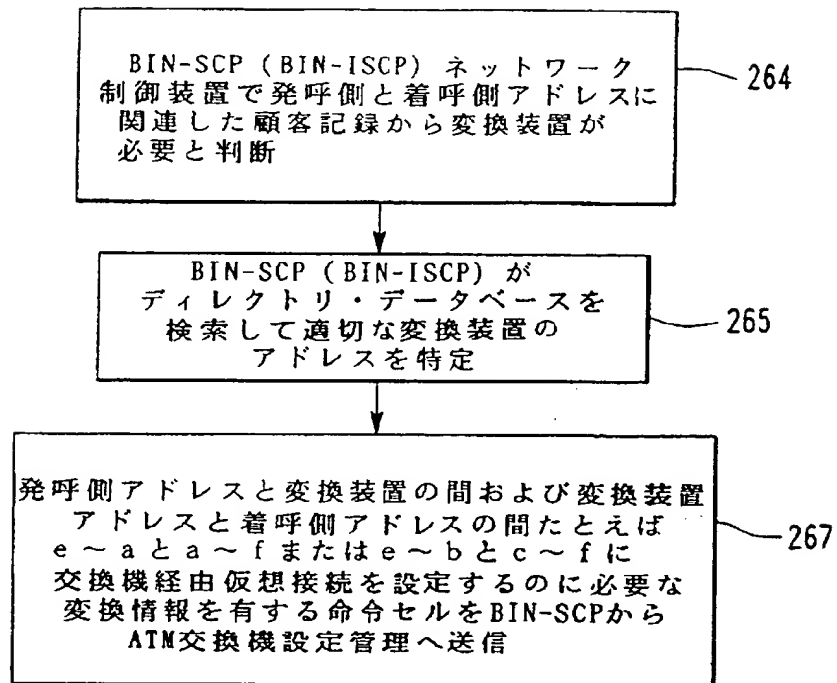 BIN-SCP (BIN-ISCP) ネットワーク
制御装置で発呼側と着呼側アドレスに
関連した顧客記録から変換装置が
必要と判断
264
BIN-SCP (BIN-ISCP) が
ディレクトリ・データベースを
検索して適切な変換装置の
アドレスを特定
265
発呼側アドレスと変換装置の間および変換装置
アドレスと着呼側アドレスの間たとえば
e~aとa~fまたはe~bとc~fに
交換機経由仮想接続を設定するのに必要な
変換情報を有する命令セルをBIN-SCPから
ATM交換機設定管理へ送信
267